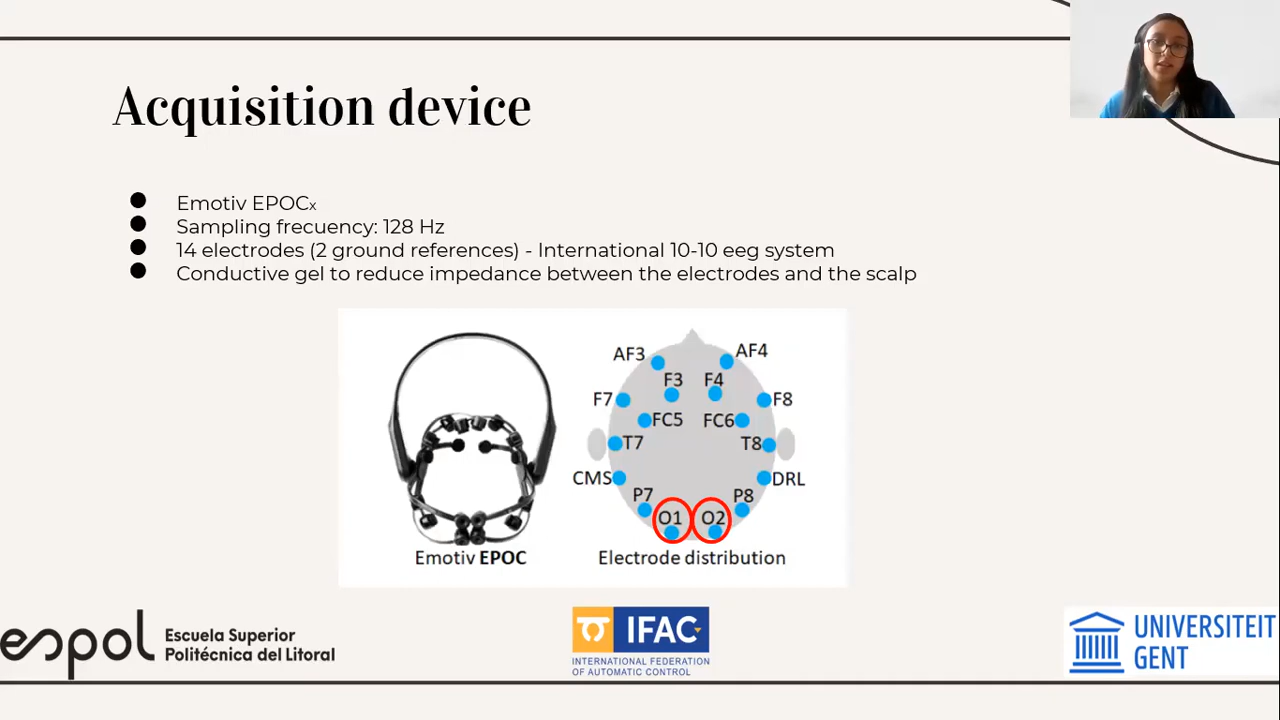 Acquisition device
Emotiv EPOCx
Sampling frecuency: 128 Hz
14 electrodes (2 ground references) - International 10-10 eeg system
Conductive gel to reduce impedance between the electrodes and the scalp
AF3 AF4
F3 F4
F7 F8
FC5 FC6
T7 T8
CMS DRL
P7 P8
O1 O2
Emotiv EPOC
Electrode distribution
espol
Escuela Superior
Politécnica del Litoral
IFAC
INTERNATIONAL FEDERATION
OF AUTOMATIC CONTROL
UNIVERSITEIT
GENT